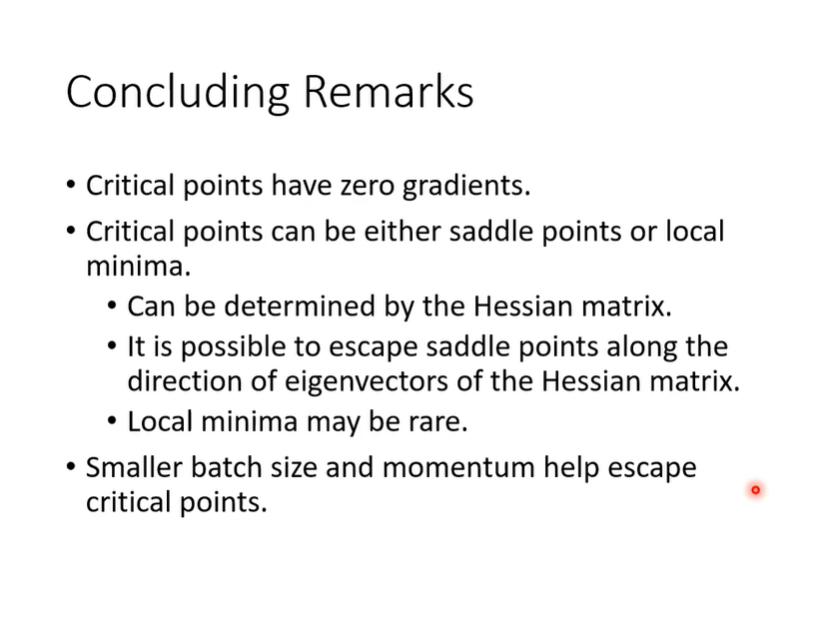 Concluding Remarks
• Critical points have zero gradients.
• Critical points can be either saddle points or local
minima.
• Can be determined by the Hessian matrix.
• It is possible to escape saddle points along the
direction of eigenvectors of the Hessian matrix.
• Local minima may be rare.
• Smaller batch size and momentum help escape
critical points.